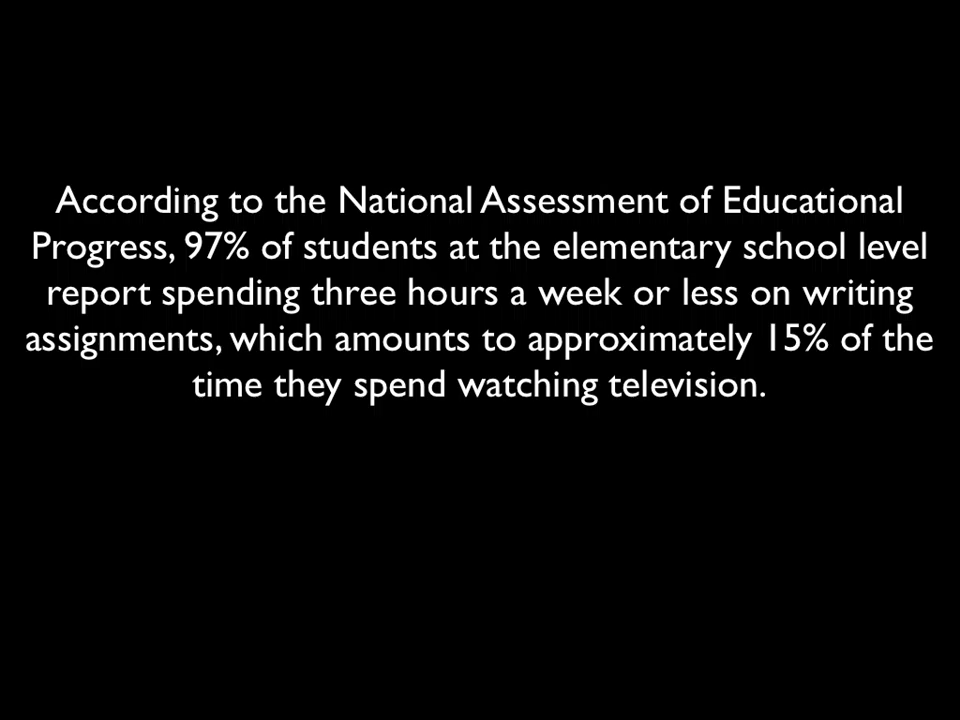 According to the National Assessment of Educational
Progress, 97% of students at the elementary school level
report spending three hours a week or less on writing
assignments, which amounts to approximately 15% of the
time they spend watching television.